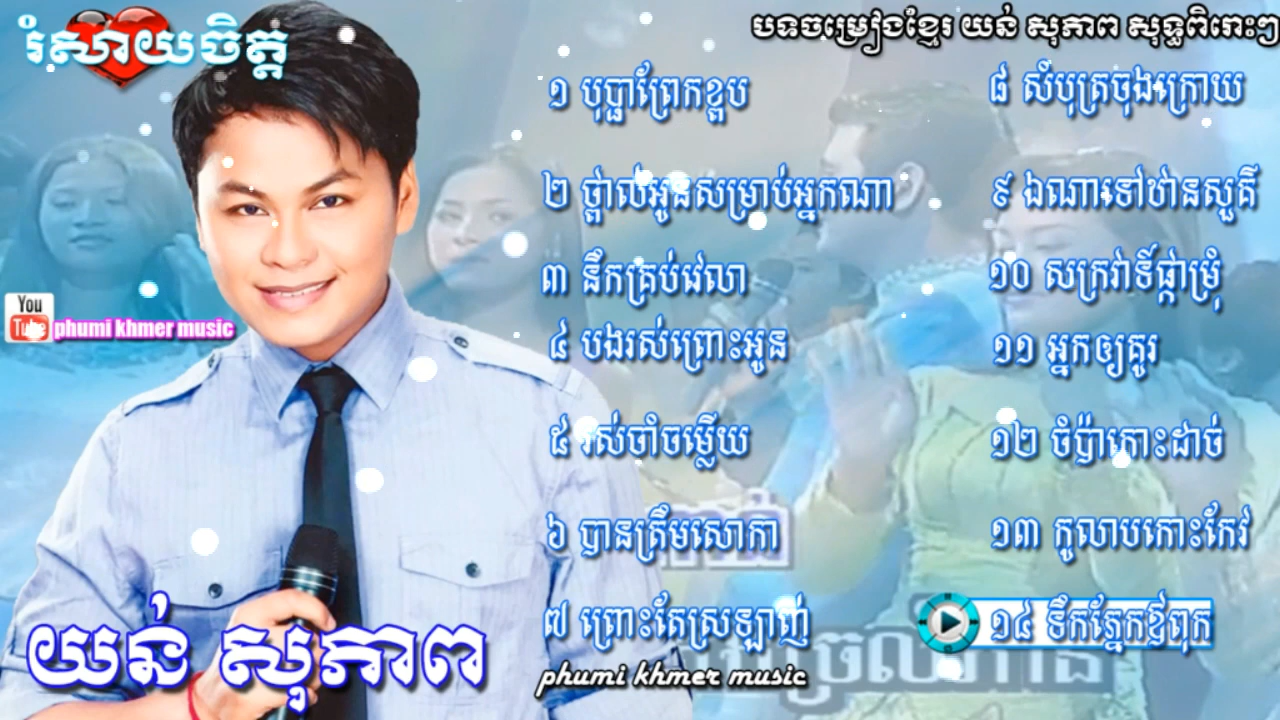 រំសាយចិត្ត
បទចម្រៀងខ្មែរ យន់ សុភាព សុទ្ធពិរោះៗ
១ បុប្ផាព្រែកខ្ពប
២ ថ្ពាល់អូនសម្រាប់អ្នកណា
៣ នឹកគ្រប់វេលា
៤ បងរស់ព្រោះអូន
៥ រស់ចាំចម្លើយ
៦ បានត្រឹមសោកា
៧ ព្រោះតែស្រឡាញ់
៨ សំបុត្រចុងក្រោយ
៩ ឯណាទៅឋានសួគ៌
១០ សក្រវាទីផ្កាម្រុំ
១១ អ្នកឲ្យគូរ
១២ ចំប៉ាកោះដាច់
១៣ កូលាបកោះកែវ
១៤ ទឹកភ្នែកឪពុក
You
Tube phumi khmer music
យន់ សុភាព
phumi khmer music